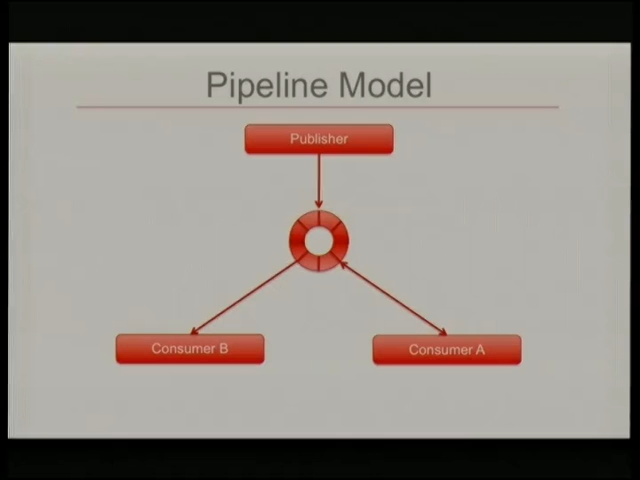 Pipeline Model
Publisher
Consumer B
Consumer A